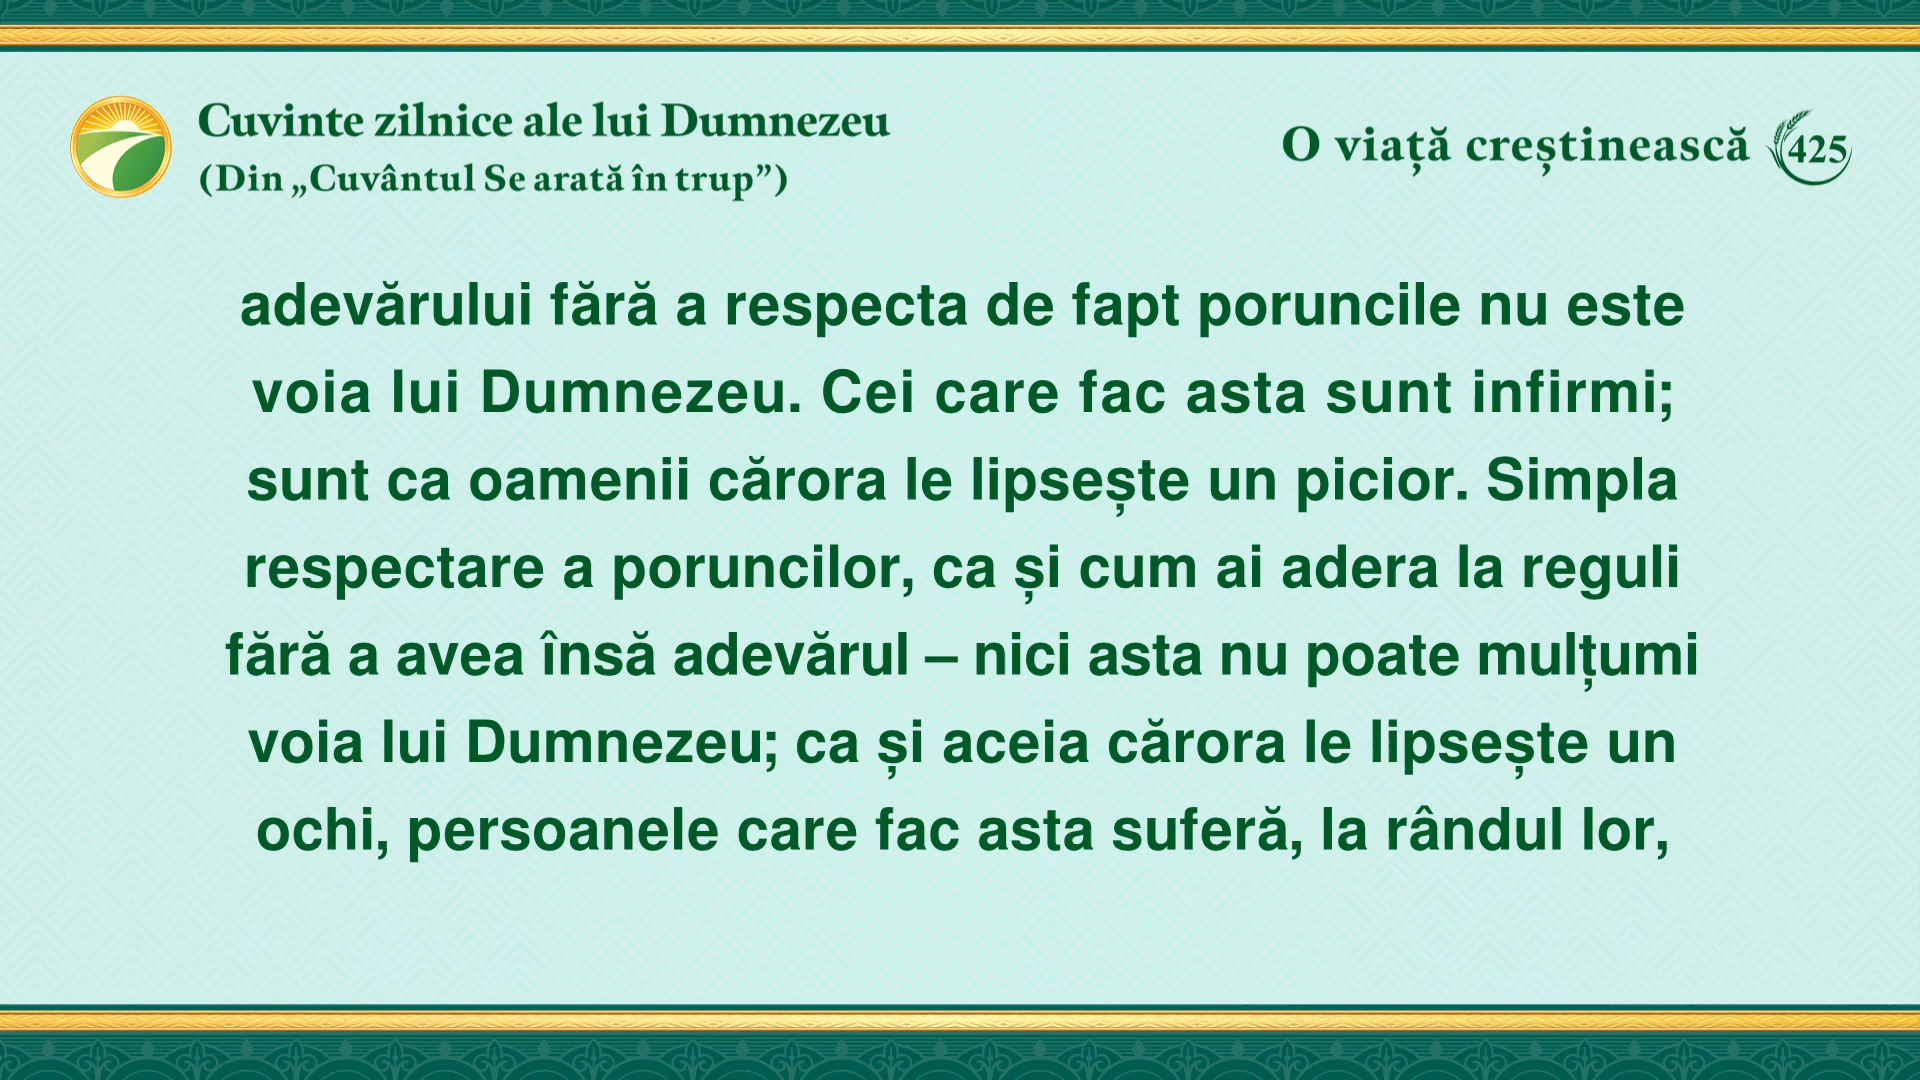 Cuvinte zilnice ale lui Dumnezeu
(Din „Cuvântul Se arată în trup”)
O viață creștinească 425
adevărului fără a respecta de fapt poruncile nu este
voia lui Dumnezeu. Cei care fac asta sunt infirmi;
sunt ca oamenii cărora le lipsește un picior. Simpla
respectare a poruncilor, ca și cum ai adera la reguli
fără a avea însă adevărul – nici asta nu poate mulțumi
voia lui Dumnezeu; ca și aceia cărora le lipsește un
ochi, persoanele care fac asta suferă, la rândul lor,